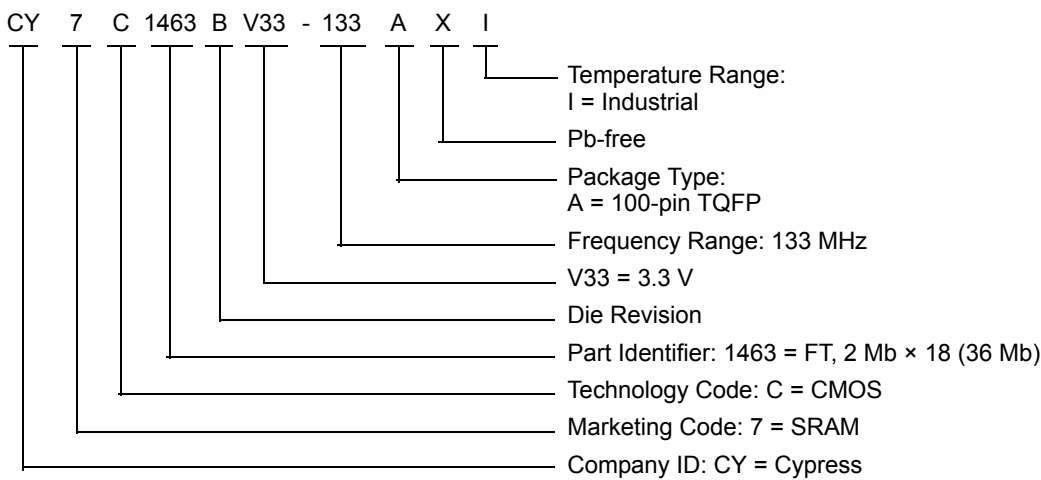 CY 7 C 1463 B V33 - 133 A X I
Temperature Range:
I = Industrial
Pb-free
Package Type:
A = 100-pin TQFP
Frequency Range: 133 MHz
V33 = 3.3 V
Die Revision
Part Identifier: 1463 = FT, 2 Mb × 18 (36 Mb)
Technology Code: C = CMOS
Marketing Code: 7 = SRAM
Company ID: CY = Cypress